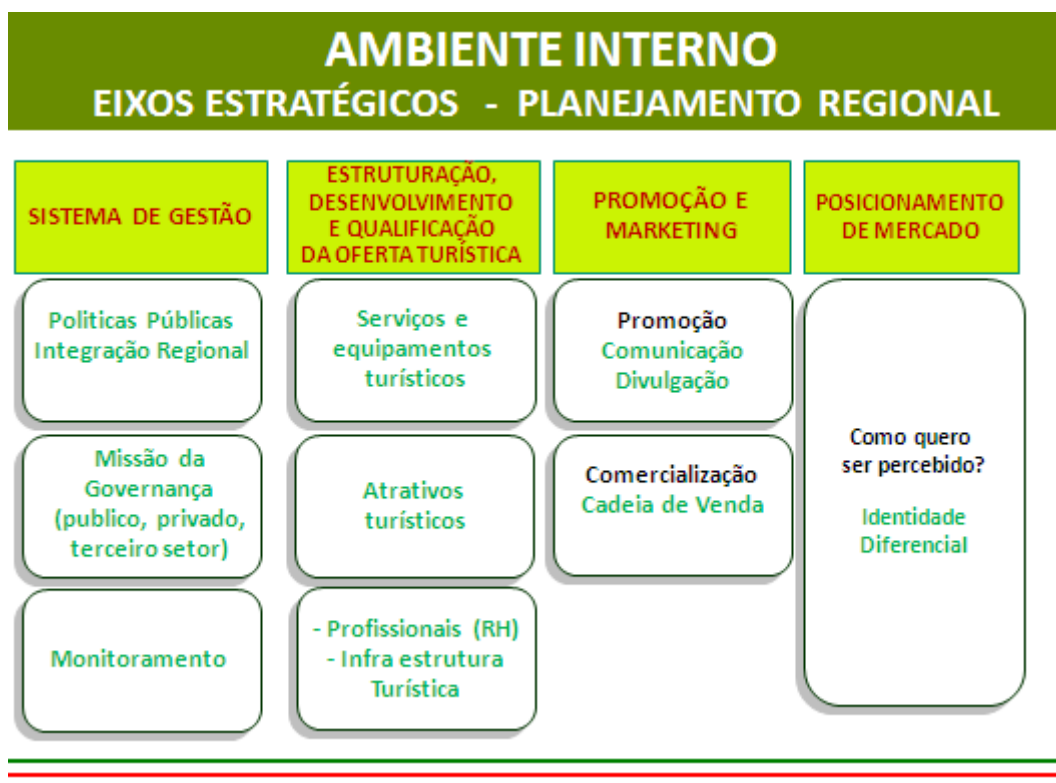 AMBIENTE INTERNO
EIXOS ESTRATÉGICOS - PLANEJAMENTO REGIONAL
SISTEMA DE GESTÃO
Politicas Públicas
Integração Regional
Missão da
Governança
(publico, privado,
terceiro setor)
Monitoramento
ESTRUTURAÇÃO,
DESENVOLVIMENTO
E QUALIFICAÇÃO
DA OFERTA TURÍSTICA
Serviços e
equipamentos
turísticos
Atrativos
turísticos
- Profissionais (RH)
- Infra estrutura
Turística
PROMOÇÃO E
MARKETING
Promoção
Comunicação
Divulgação
Comercialização
Cadeia de Venda
POSICIONAMENTO
DE MERCADO
Como quero
ser percebido?
Identidade
Diferencial